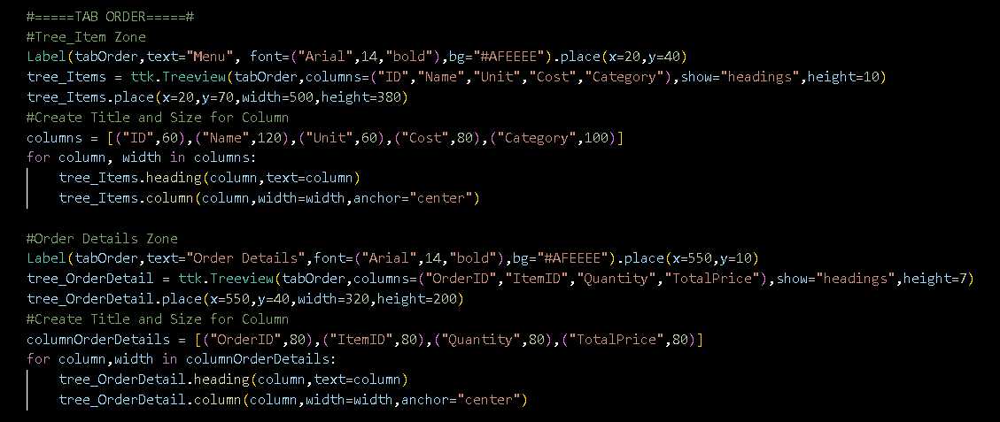 #=====TAB ORDER=====#
#Tree_Item Zone
Label(tabOrder,text="Menu", font=("Arial",14,"bold"),bg="#AFEEEE").place(x=20,y=40)
tree_Items = ttk.Treeview(tabOrder,columns=("ID","Name","Unit","Cost","Category"),show="headings",height=10)
tree_Items.place(x=20,y=70,width=500,height=380)
#Create Title and Size for Column
columns = [("ID",60),("Name",120),("Unit",60),("Cost",80),("Category",100)]
for column, width in columns:
    tree_Items.heading(column,text=column)
    tree_Items.column(column,width=width,anchor="center")

#Order Details Zone
Label(tabOrder,text="Order Details",font=("Arial",14,"bold"),bg="#AFEEEE").place(x=550,y=10)
tree_OrderDetail = ttk.Treeview(tabOrder,columns=("OrderID","ItemID","Quantity","TotalPrice"),show="headings",height=7)
tree_OrderDetail.place(x=550,y=40,width=320,height=200)
#Create Title and Size for Column
columnOrderDetails = [("OrderID",80),("ItemID",80),("Quantity",80),("TotalPrice",80)]
for column,width in columnOrderDetails:
    tree_OrderDetail.heading(column,text=column)
    tree_OrderDetail.column(column,width=width,anchor="center")